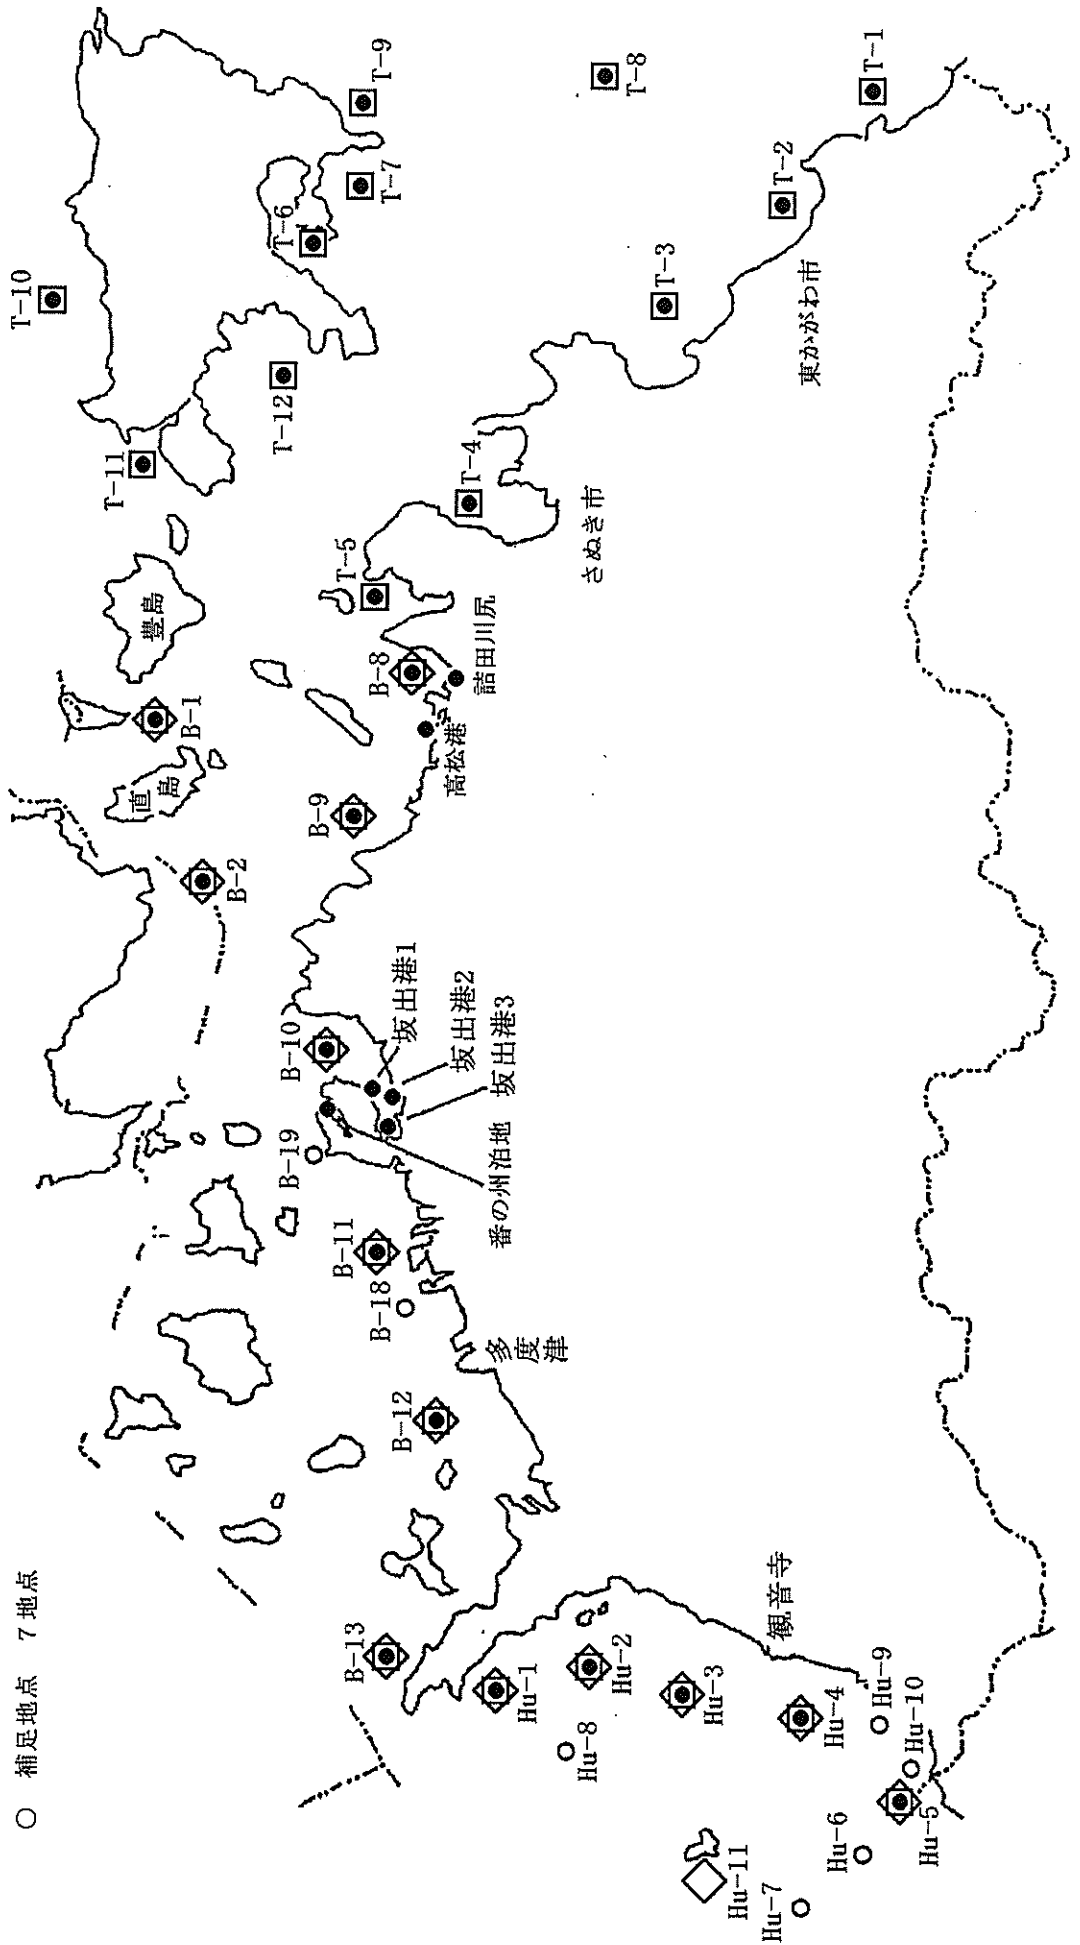 ○ 補足地点 7地点
T-10
T-9
T-11
T-6
T-7
T-12
T-8
T-1
T-2
T-3
T-4
T-5
豊島
直島
B-1
B-2
B-8
B-9
詰田川尻
高松港
さぬき市
東かがわ市
B-10
坂出港1
坂出港2
坂出港3
番の州泊地
B-19
B-11
B-18
多度津
B-12
B-13
観音寺
Hu-1
Hu-2
Hu-3
Hu-4
Hu-8
Hu-9
Hu-10
Hu-5
Hu-6
Hu-11
Hu-7